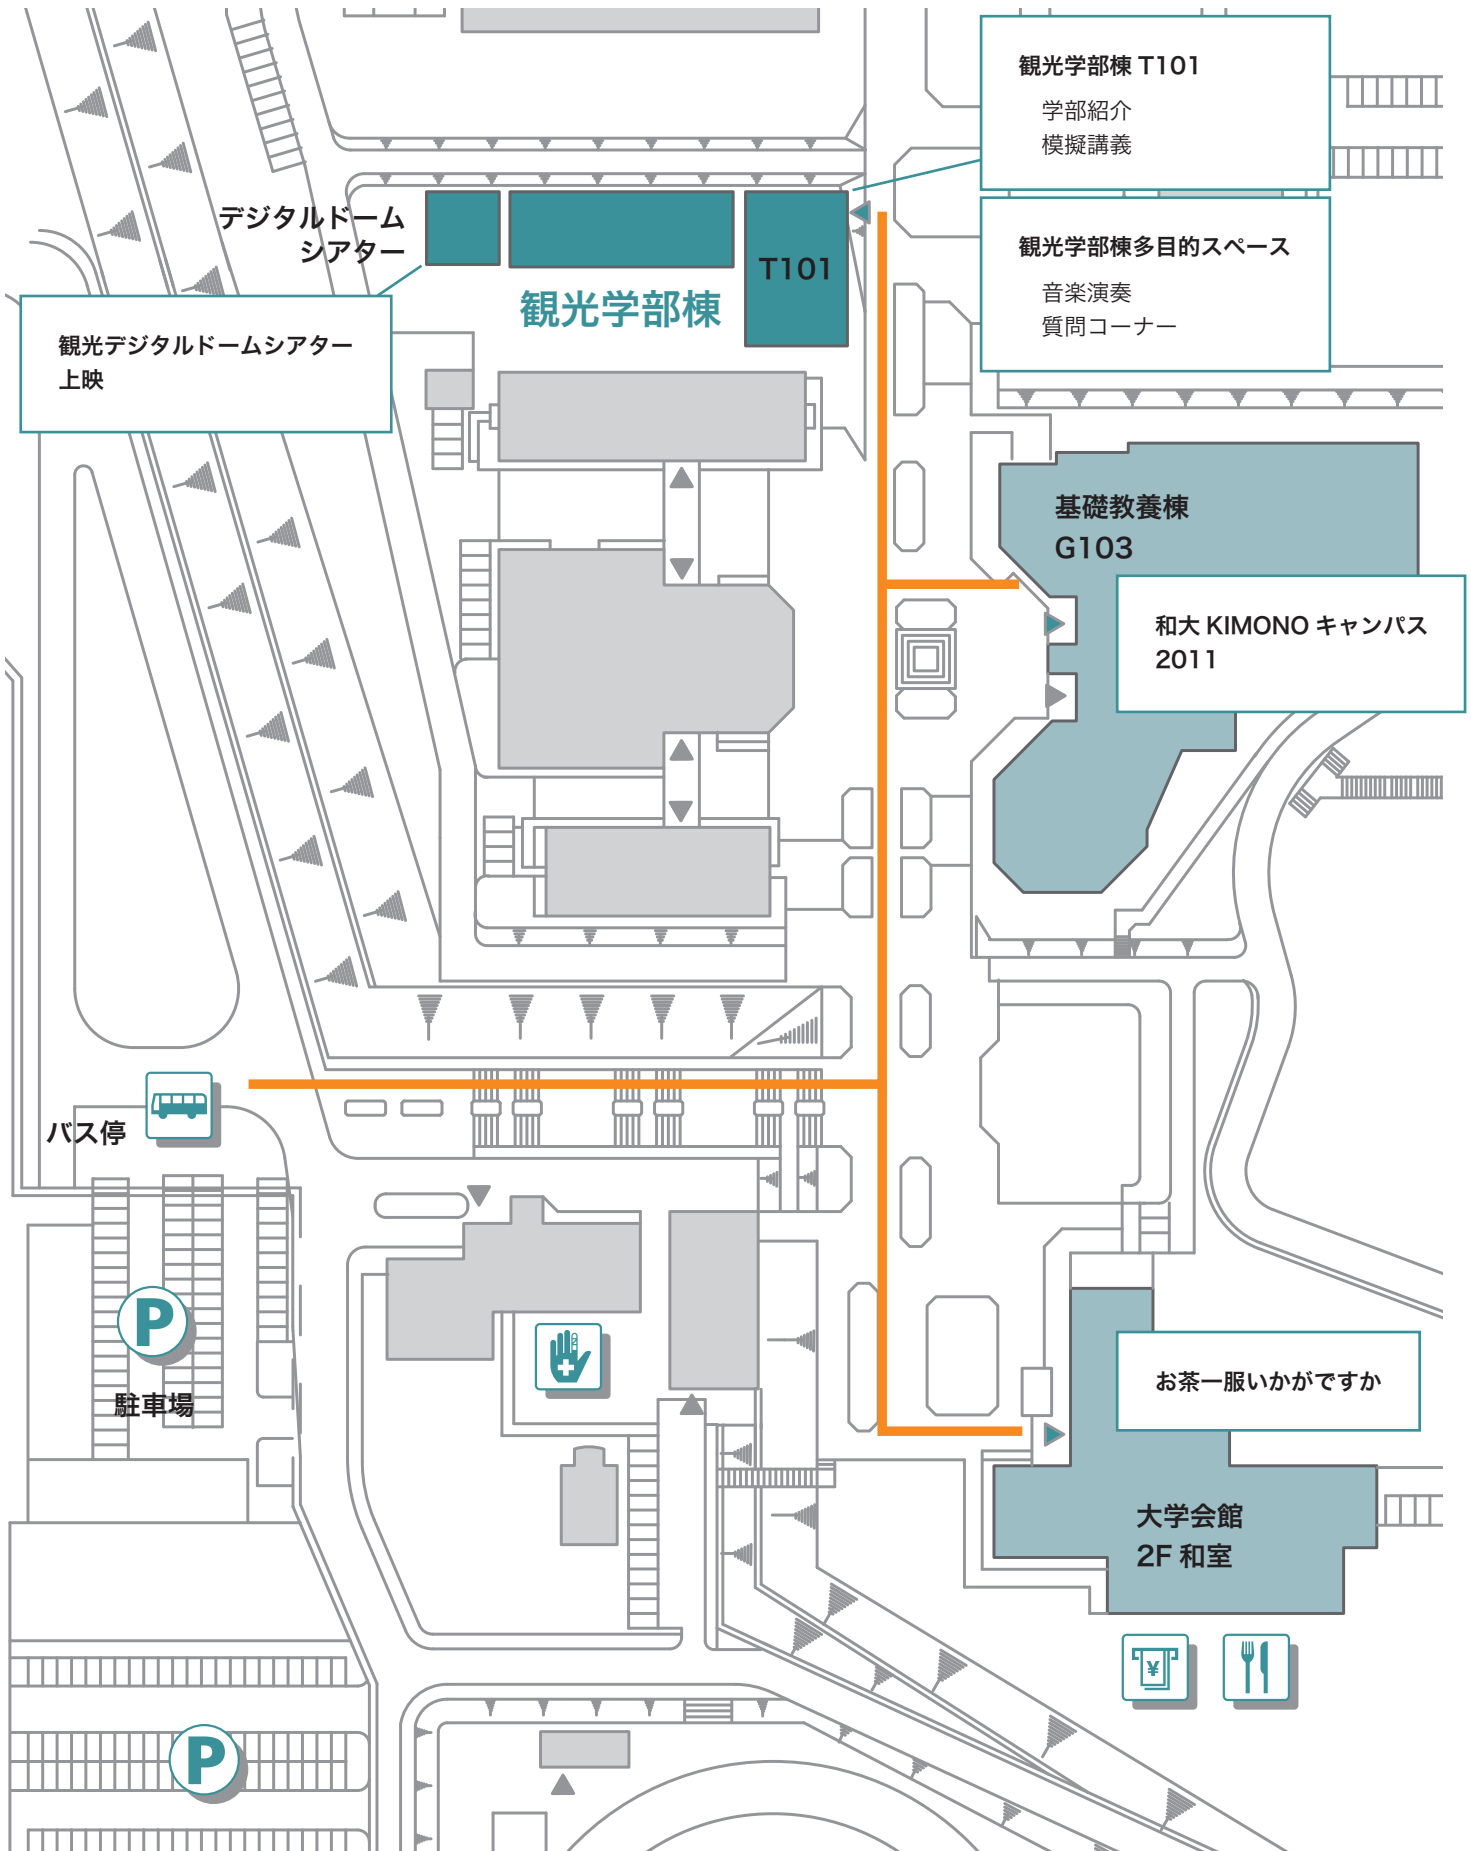 観光学部棟 T101
学部紹介
模擬講義
観光学部棟多目的スペース
音楽演奏
質問コーナー
デジタルドーム
シアター
T101
観光学部棟
観光デジタルドームシアター
上映
基礎教養棟
G103
和大 KIMONO キャンパス
2011
バス停
P
駐車場
お茶一服いかがですか
大学会館
2F 和室
¥
P